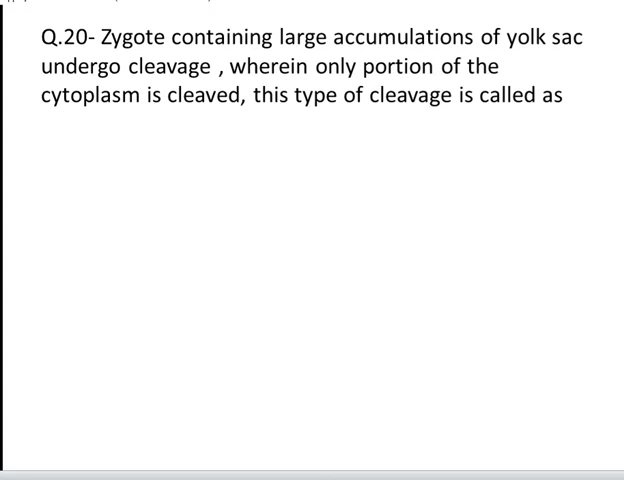 Q.20- Zygote containing large accumulations of yolk sac
undergo cleavage , wherein only portion of the
cytoplasm is cleaved, this type of cleavage is called as